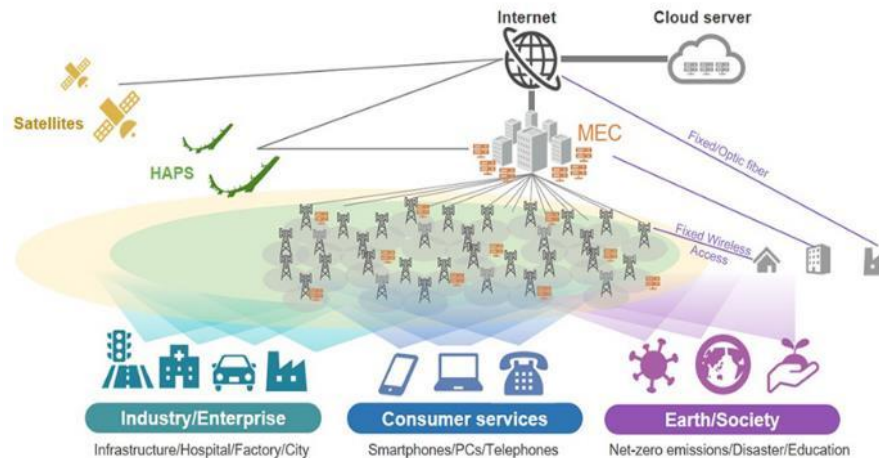 Internet
Cloud server
Satellites
HAPS
MEC
Fixed/Optic fiber
Fixed Wireless
Access
Industry/Enterprise
Consumer services
Earth/Society
Infrastructure/Hospital/Factory/City
Smartphones/PCs/Telephones
Net-zero emissions/Disaster/Education